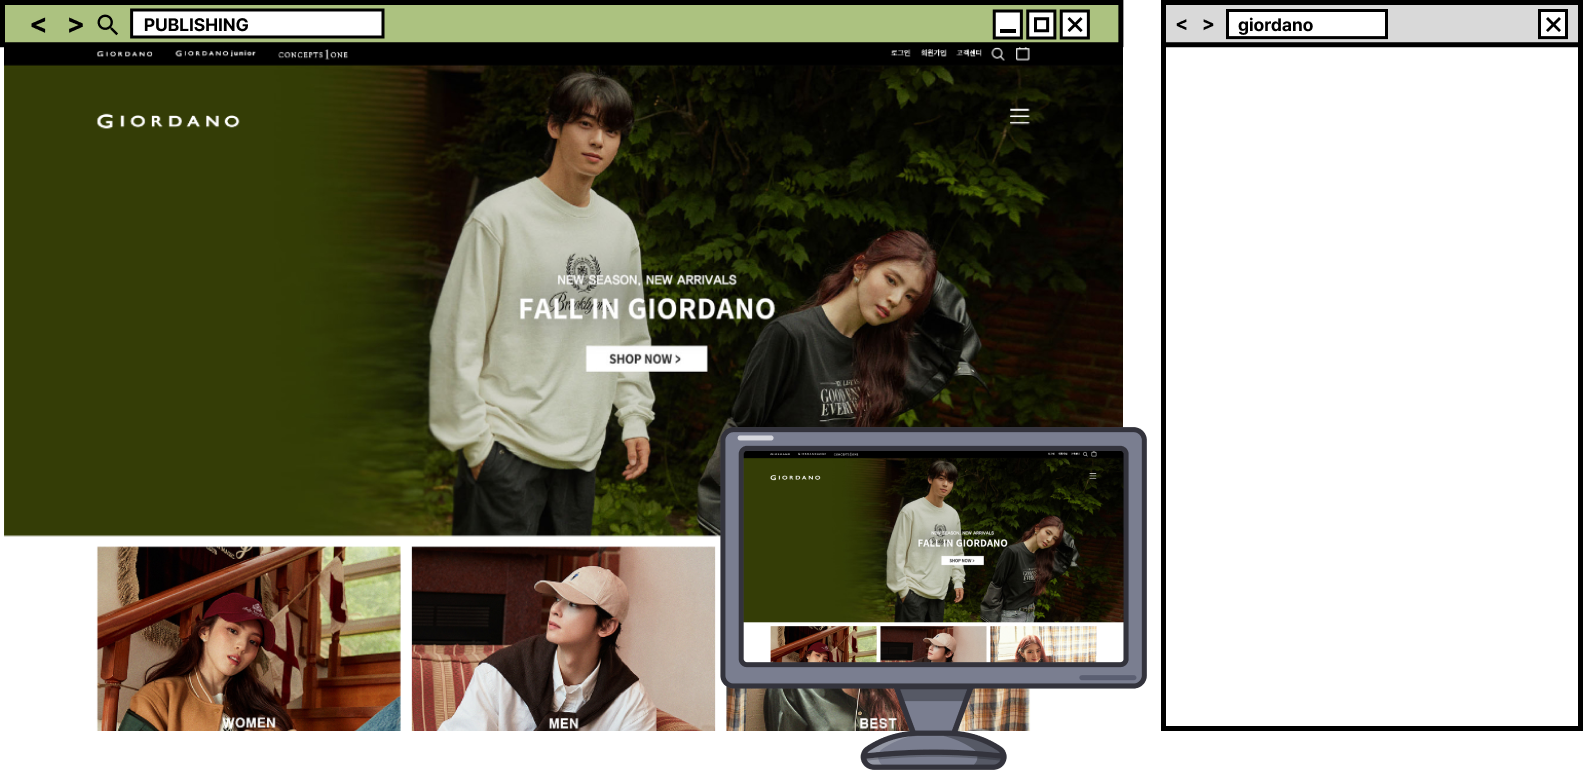 < > PUBLISHING
< > giordano
GIORDANO GIORDANO junior CONCEPTS|ONE
로그인 회원가입 고객센터
GIORDANO
NEW SEASON, NEW ARRIVALS
FALL IN GIORDANO
SHOP NOW >
WOMEN
MEN
BEST
GIORDANO
NEW SEASON, NEW ARRIVALS
FALL IN GIORDANO
SHOP NOW >